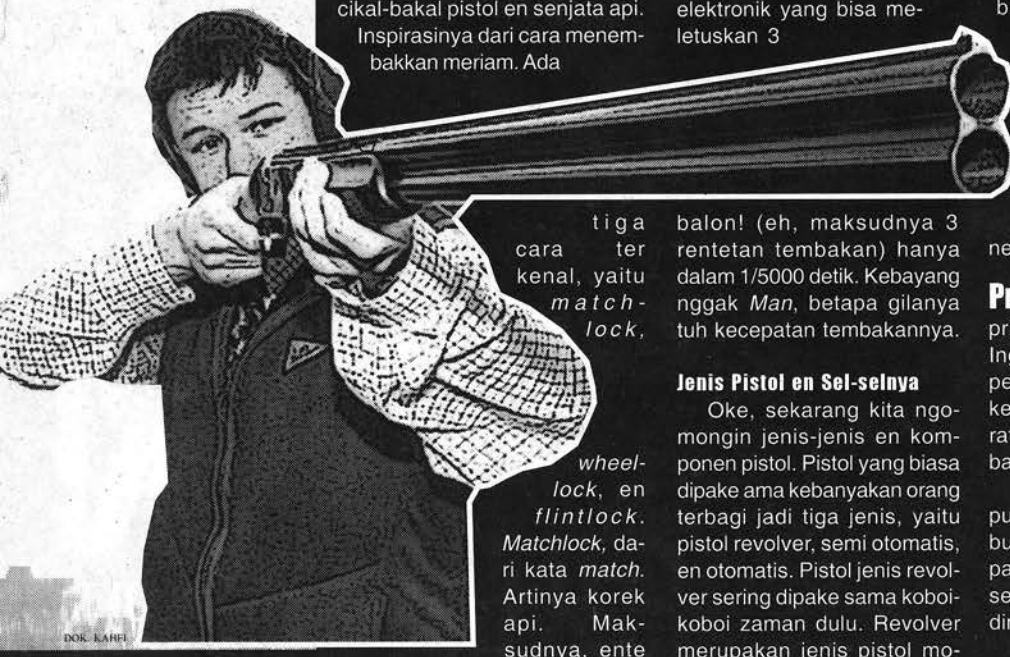 cikal-bakal pistol en senjata api.
Inspirasinya dari cara menem-
bakkan meriam. Ada
tiga
cara ter
kenal, yaitu
match-
lock,
wheel-
lock, en
flintlock.
Matchlock, da-
ri kata match.
Artinya korek
api. Mak-
sudnya, ente
elektronik yang bisa me-
letuskan 3
balon! (eh, maksudnya 3
rentetan tembakan) hanya
dalam 1/5000 detik. Kebayang
nggak Man, betapa gilanya
tuh kecepatan tembakannya.
Jenis Pistol en Sel-selnya
Oke, sekarang kita ngo-
mongin jenis-jenis en kom-
ponen pistol. Pistol yang biasa
dipake ama kebanyakan orang
terbagi jadi tiga jenis, yaitu
pistol revolver, semi otomatis,
en otomatis. Pistol jenis revol-
ver sering dipake sama koboi-
koboi zaman dulu. Revolver
merupakan jenis pistol mo-
DOK. KAHFI